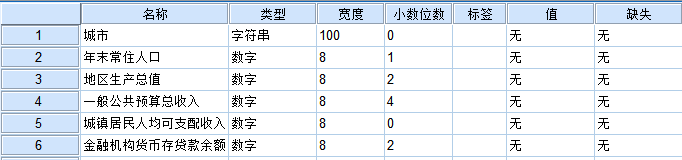 名称 类型 宽度 小数位数 标签 值 缺失
1 城市 字符串 100 0 无 无
2 年末常住人口 数字 8 1 无 无
3 地区生产总值 数字 8 2 无 无
4 一般公共预算总收入 数字 8 4 无 无
5 城镇居民人均可支配收入 数字 8 0 无 无
6 金融机构货币存贷款余额 数字 8 2 无 无